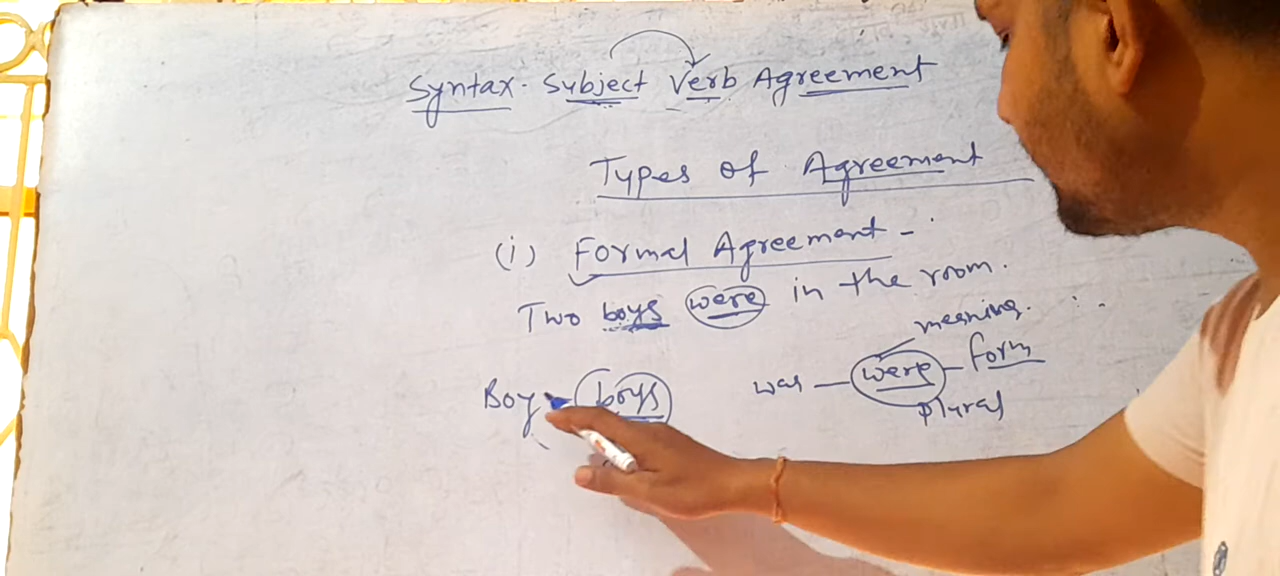 Syntax. Subject Verb Agreement
Types of Agreement
(i) Formal Agreement -
Two boys were in the room.
meaning.
Boy boys was — were — form
plural